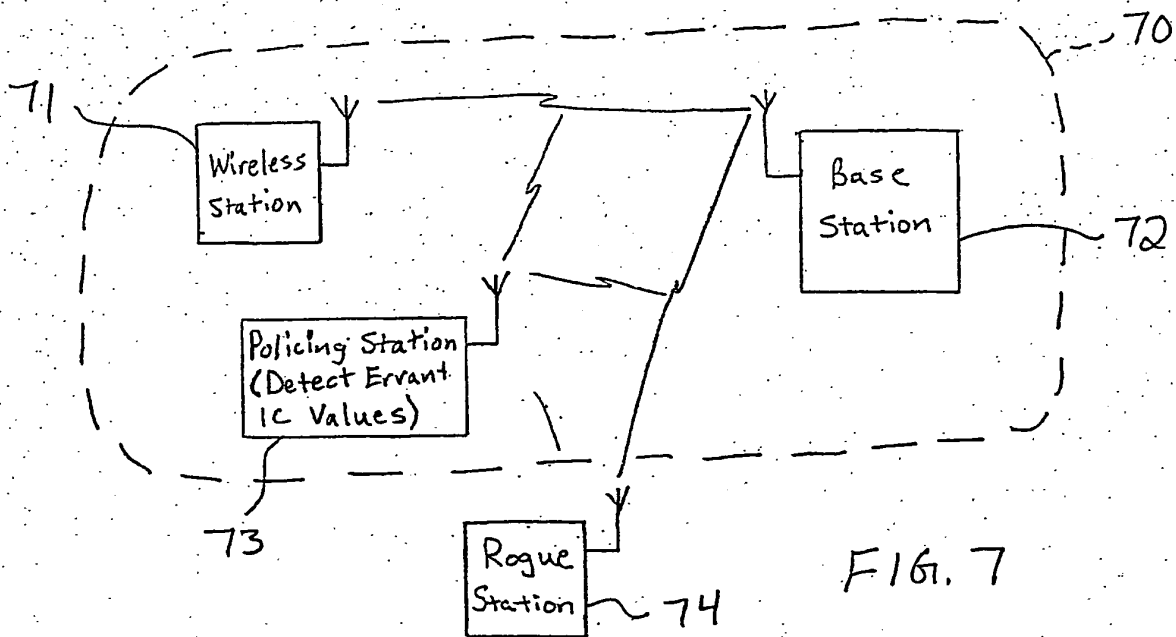 70
71
Wireless
Station
Base
Station
72
Policing Station
(Detect Errant
IC Values)
73
Rogue
Station
74
FIG. 7